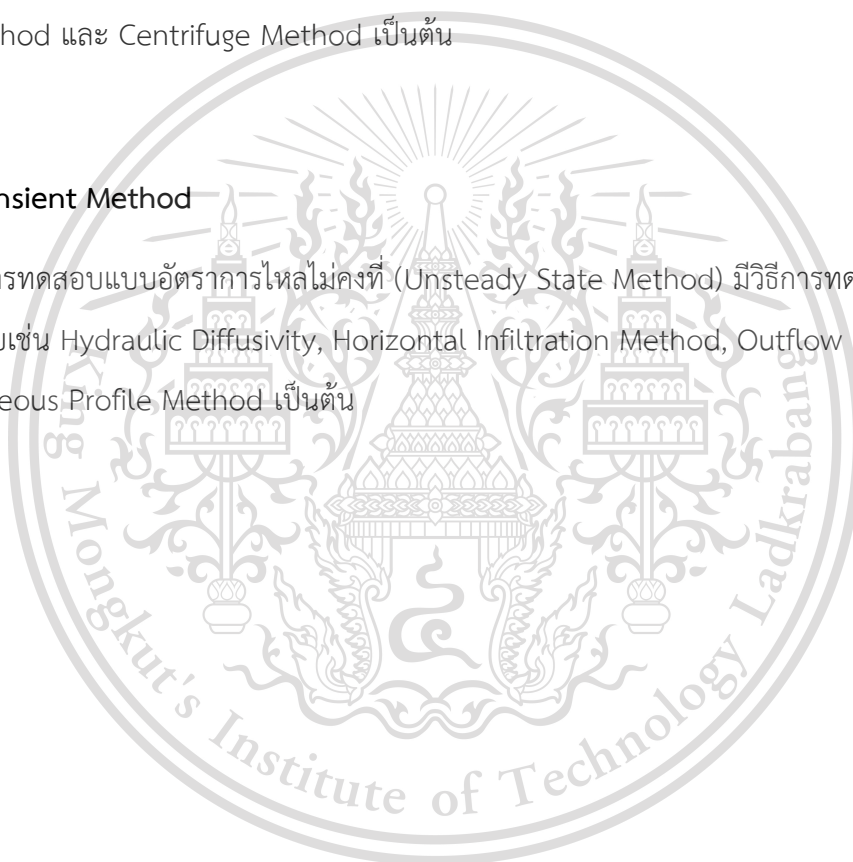 hod และ Centrifuge Method เป็นต้น
nsient Method
ารทดสอบแบบอัตราการไหลไม่คงที่ (Unsteady State Method) มีวิธีการทด
บเช่น Hydraulic Diffusivity, Horizontal Infiltration Method, Outflow
eous Profile Method เป็นต้น
King Mongkut's Institute of Technology Ladkrabang